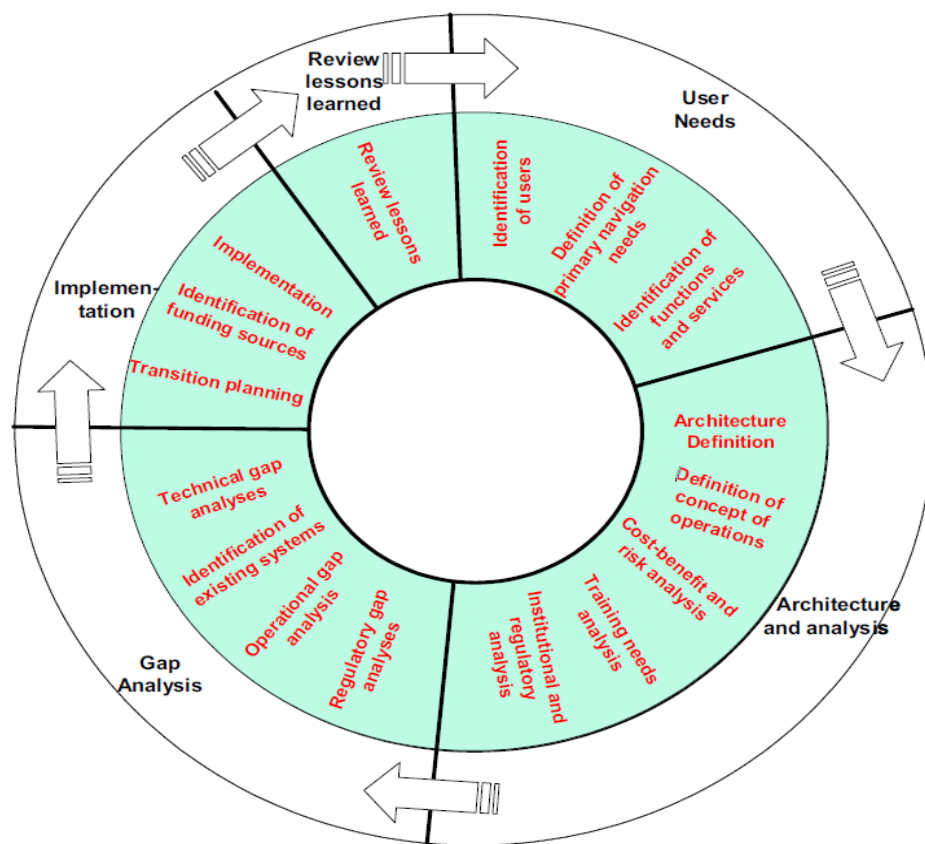 Review
lessons
learned
User
Needs
Architecture
and analysis
Gap
Analysis
Implemen-
tation
Review lessons
learned
Identification
of users
Definition of
primary navigation
needs
Identification of
functions
and services
Architecture
Definition
Definition of
concept of
operations
Cost-benefit and
risk analysis
Training needs
analysis
Institutional and
regulatory
analysis
Regulatory gap
analyses
Operational gap
analysis
Identification of
existing systems
Technical gap
analyses
Transition planning
Identification of
funding sources
Implementation